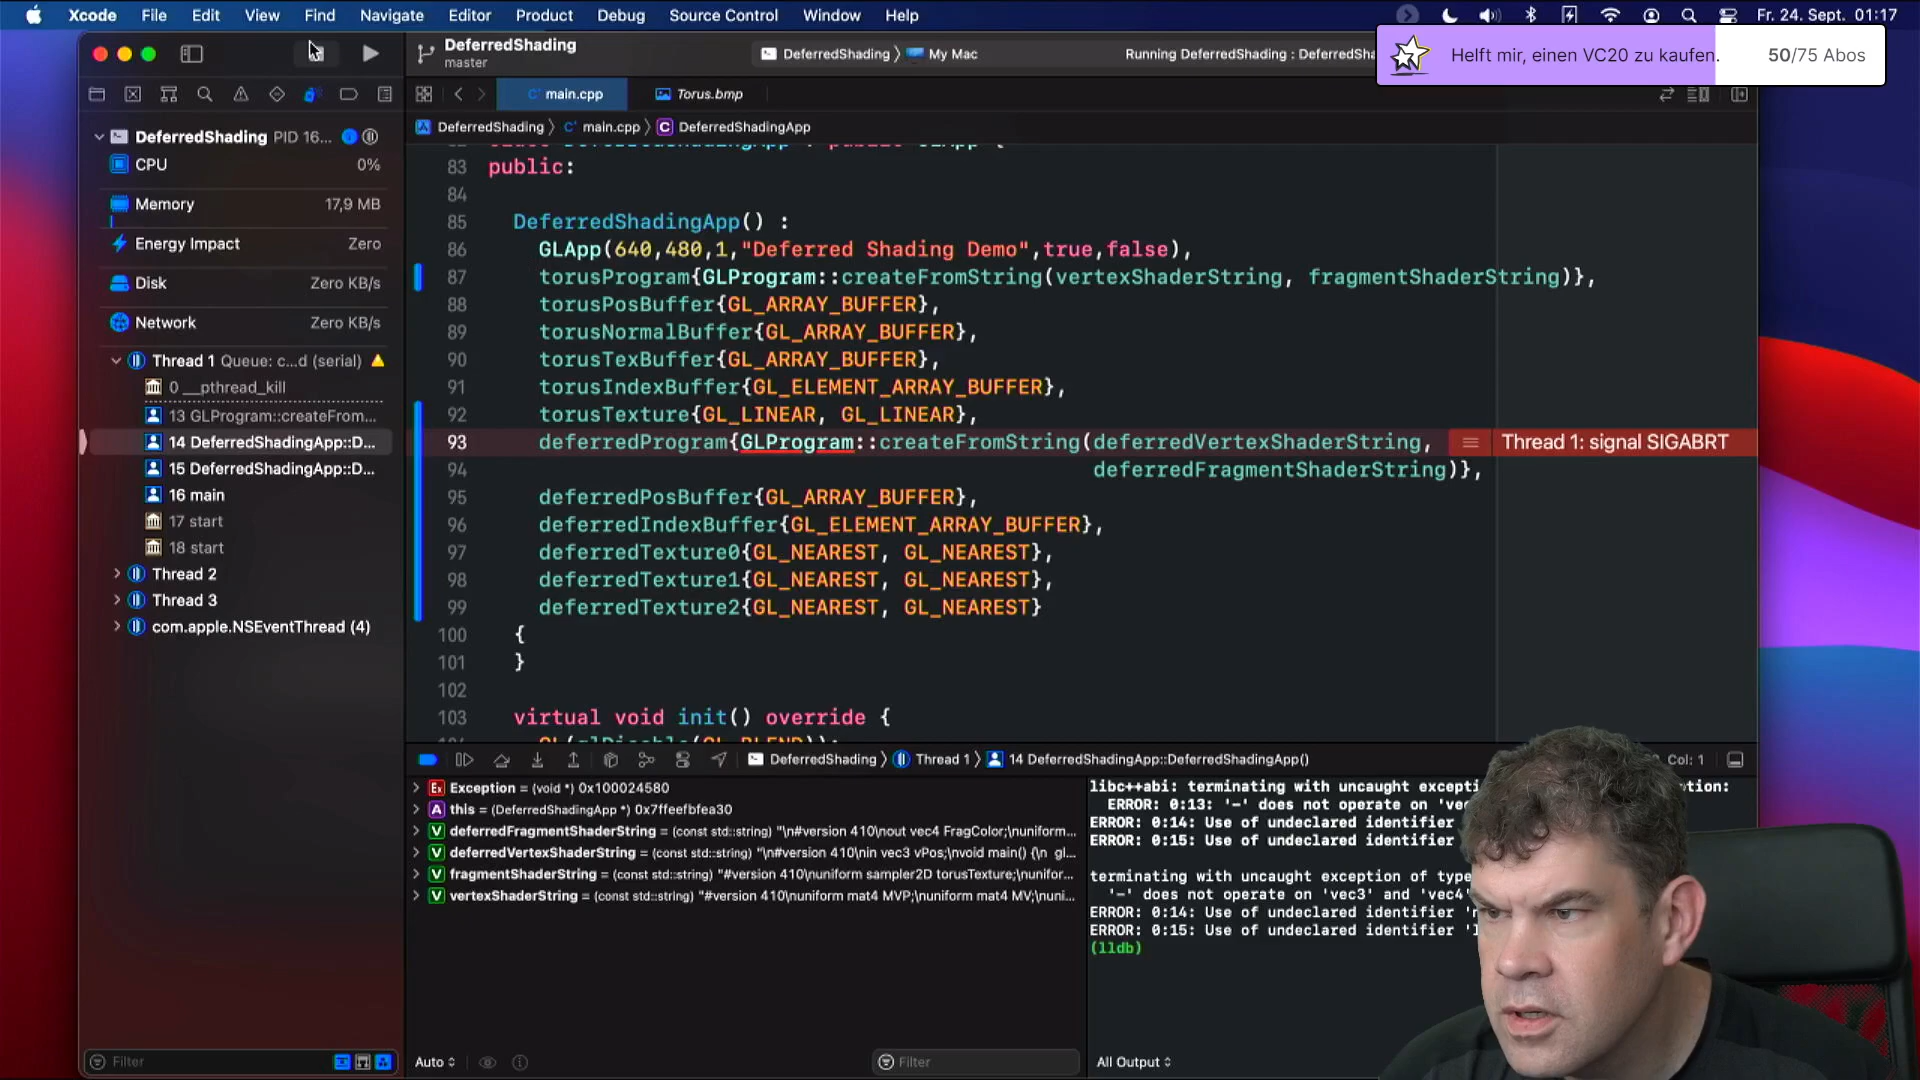 Xcode File Edit View Find Navigate Editor Product Debug Source Control Window Help Fr. 24. Sept. 01:17
Helft mir, einen VC20 zu kaufen. 50/75 Abos
DeferredShading
master
DeferredShading My Mac Running DeferredShading :
main.cpp Torus.bmp
DeferredShading main.cpp C DeferredShadingApp
DeferredShading PID 16...
CPU 0%
Memory 17,9 MB
Energy Impact Zero
Disk Zero KB/s
Network Zero KB/s
Thread 1 Queue: c...d (serial)
0 __pthread_kill
13 GLProgram::createFrom...
14 DeferredShadingApp::D...
15 DeferredShadingApp::D...
16 main
17 start
18 start
Thread 2
Thread 3
com.apple.NSEventThread (4)
Filter
83 public:
84
85 DeferredShadingApp() :
86 GLApp(640,480,1,"Deferred Shading Demo",true,false),
87 torusProgram{GLProgram::createFromString(vertexShaderString, fragmentShaderString)},
88 torusPosBuffer{GL_ARRAY_BUFFER},
89 torusNormalBuffer{GL_ARRAY_BUFFER},
90 torusTexBuffer{GL_ARRAY_BUFFER},
91 torusIndexBuffer{GL_ELEMENT_ARRAY_BUFFER},
92 torusTexture{GL_LINEAR, GL_LINEAR},
93 deferredProgram{GLProgram::createFromString(deferredVertexShaderString, Thread 1: signal SIGABRT
94 deferredFragmentShaderString)},
95 deferredPosBuffer{GL_ARRAY_BUFFER},
96 deferredIndexBuffer{GL_ELEMENT_ARRAY_BUFFER},
97 deferredTexture0{GL_NEAREST, GL_NEAREST},
98 deferredTexture1{GL_NEAREST, GL_NEAREST},
99 deferredTexture2{GL_NEAREST, GL_NEAREST}
100 {
101 }
102
103 virtual void init() override {
DeferredShading Thread 1 14 DeferredShadingApp::DeferredShadingApp() Col: 1
Exception = (void *) 0x100024580
this = (DeferredShadingApp *) 0x7ffeefbfea30
deferredFragmentShaderString = (const std::string) "\n#version 410\nout vec4 FragColor;\nuniform...
deferredVertexShaderString = (const std::string) "\n#version 410\nin vec3 vPos;\nvoid main() {\n gl...
fragmentShaderString = (const std::string) "#version 410\nuniform sampler2D torusTexture;\nunifor...
vertexShaderString = (const std::string) "#version 410\nuniform mat4 MVP;\nuniform mat4 MV;\nuni...
Auto Filter
libc++abi: terminating with uncaught
ERROR: 0:13: '-' does not operate on
ERROR: 0:14: Use of undeclared identifier
ERROR: 0:15: Use of undeclared identifier
terminating with uncaught exception of type
'-' does not operate on 'vec3' and 'vec4'
ERROR: 0:14: Use of undeclared identifier
ERROR: 0:15: Use of undeclared identifier
(lldb)
All Output